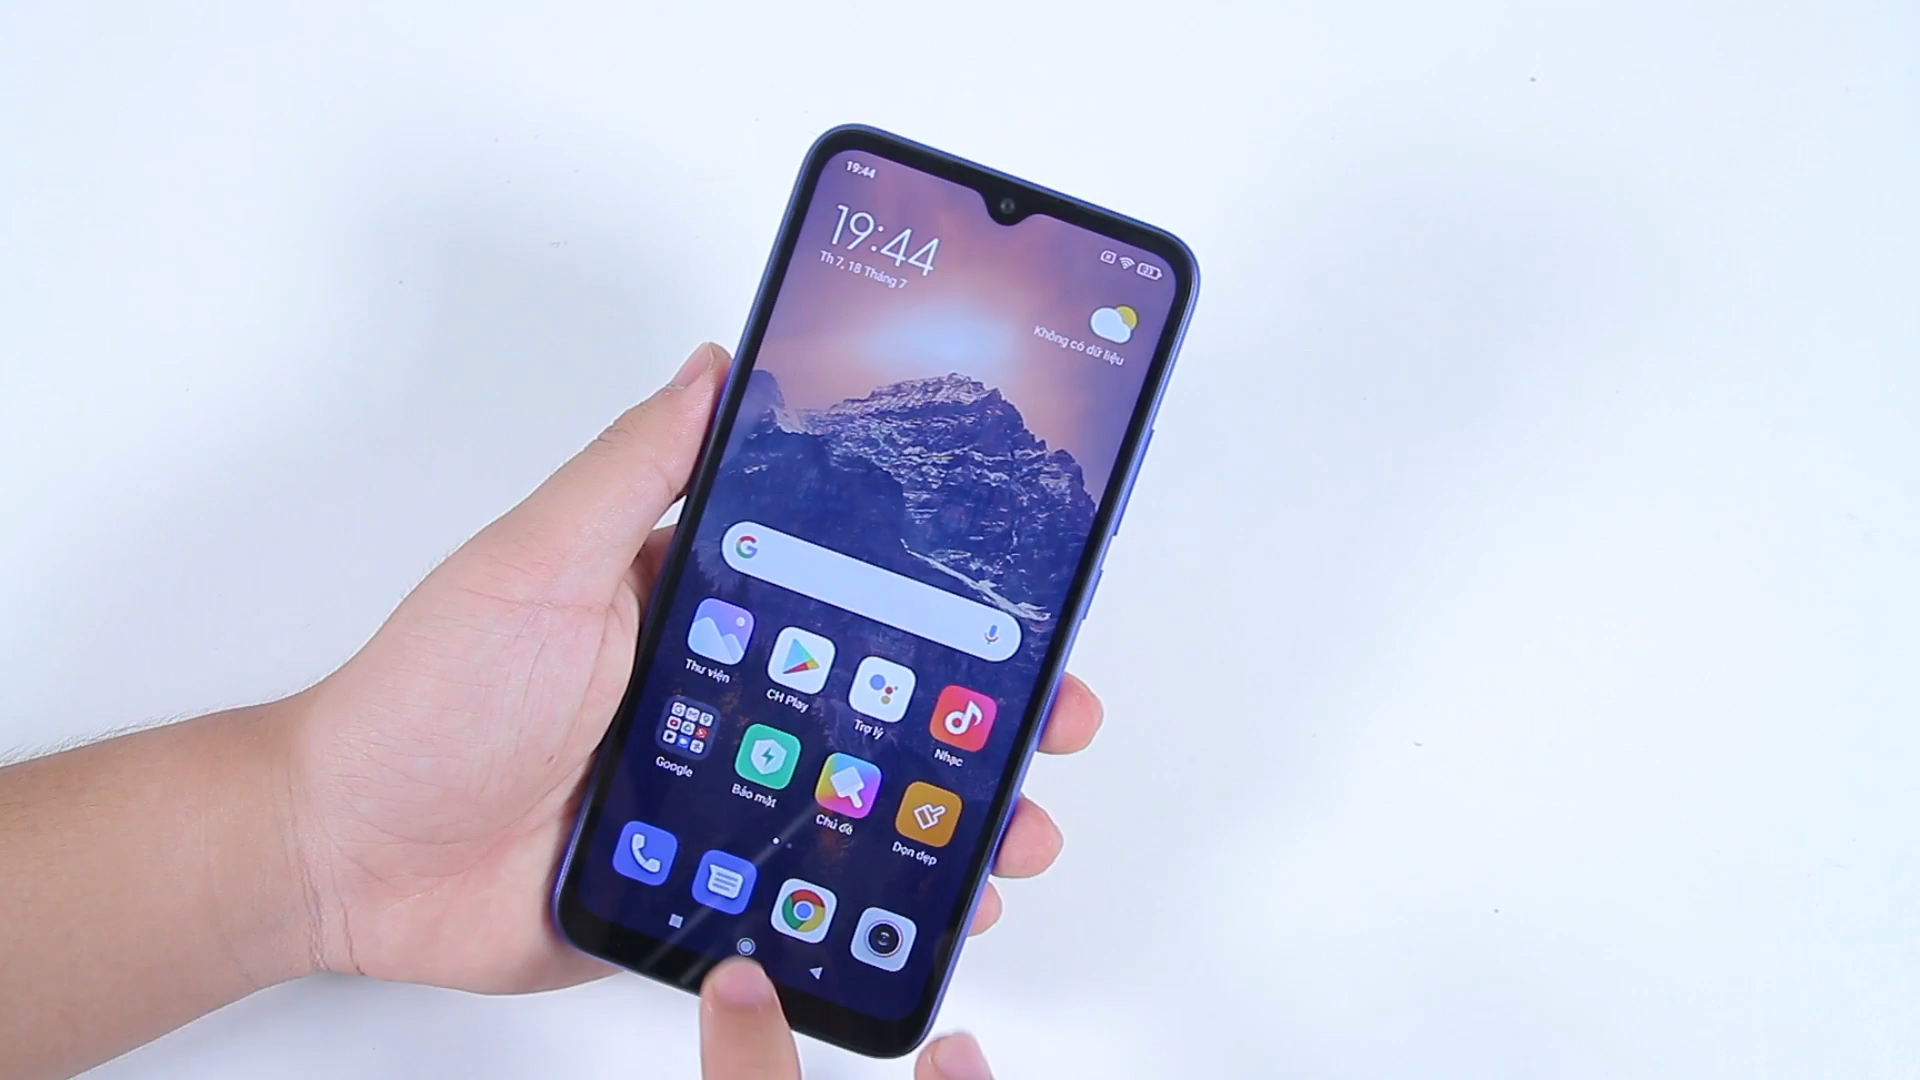 19:44
19:44
Th 7, 18 Tháng 7
Không có dữ liệu
G
Thư viện
CH Play
Trợ lý
Nhạc
Google
Bảo mật
Chủ đề
Dọn dẹp